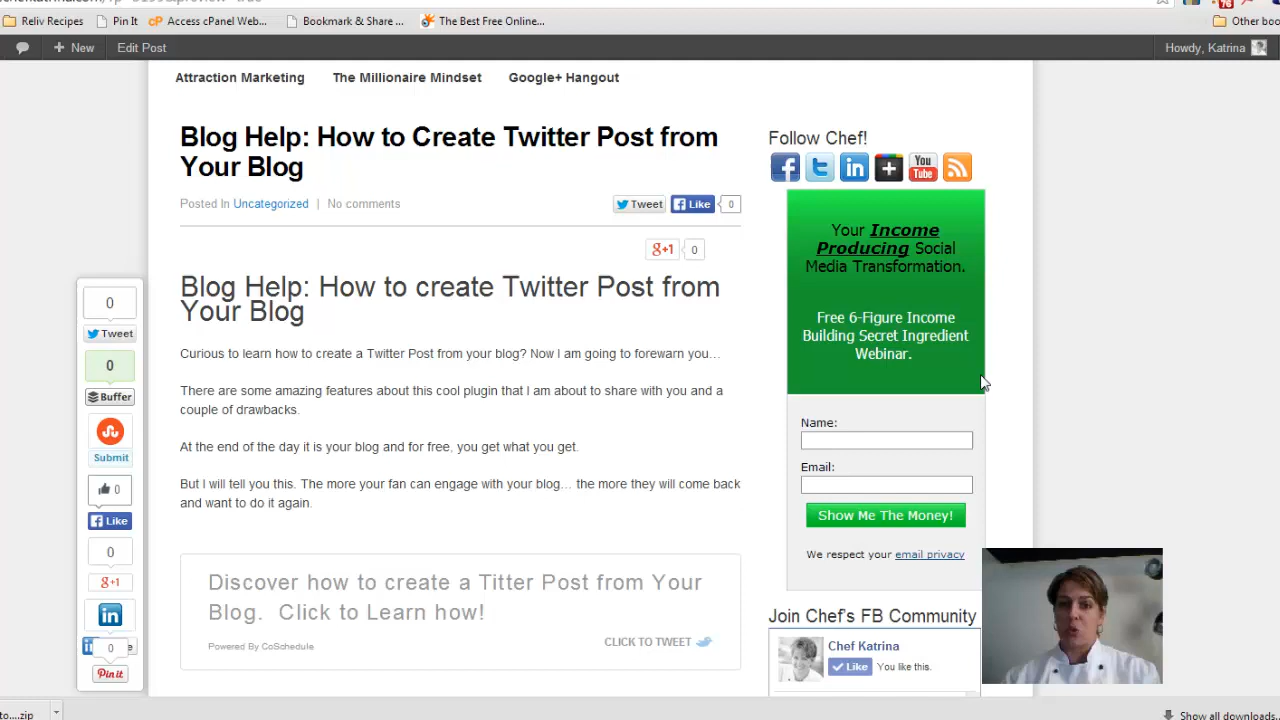 Reliv Recipes
Pin It
Access cPanel Web...
Bookmark & Share ...
The Best Free Online...
Other boo
New
Edit Post
Howdy, Katrina
Attraction Marketing
The Millionaire Mindset
Google+ Hangout
Blog Help: How to Create Twitter Post from
Your Blog
Posted In Uncategorized | No comments
Tweet
Like
0
g+1
0
Blog Help: How to create Twitter Post from
Your Blog
Curious to learn how to create a Twitter Post from your blog? Now I am going to forewarn you…
There are some amazing features about this cool plugin that I am about to share with you and a
couple of drawbacks.
At the end of the day it is your blog and for free, you get what you get.
But I will tell you this. The more your fan can engage with your blog… the more they will come back
and want to do it again.
Discover how to create a Titter Post from Your
Blog. Click to Learn how!
Powered By CoSchedule
CLICK TO TWEET
0
Tweet
0
Buffer
Submit
0
Like
0
g+1
in
0
Pinit
Follow Chef!
You
Tube
Your Income
Producing Social
Media Transformation.
Free 6-Figure Income
Building Secret Ingredient
Webinar.
Name:
Email:
Show Me The Money!
We respect your email privacy
Join Chef's FB Community
Chef Katrina
Like
You like this.
to....zip
Show all downloads...